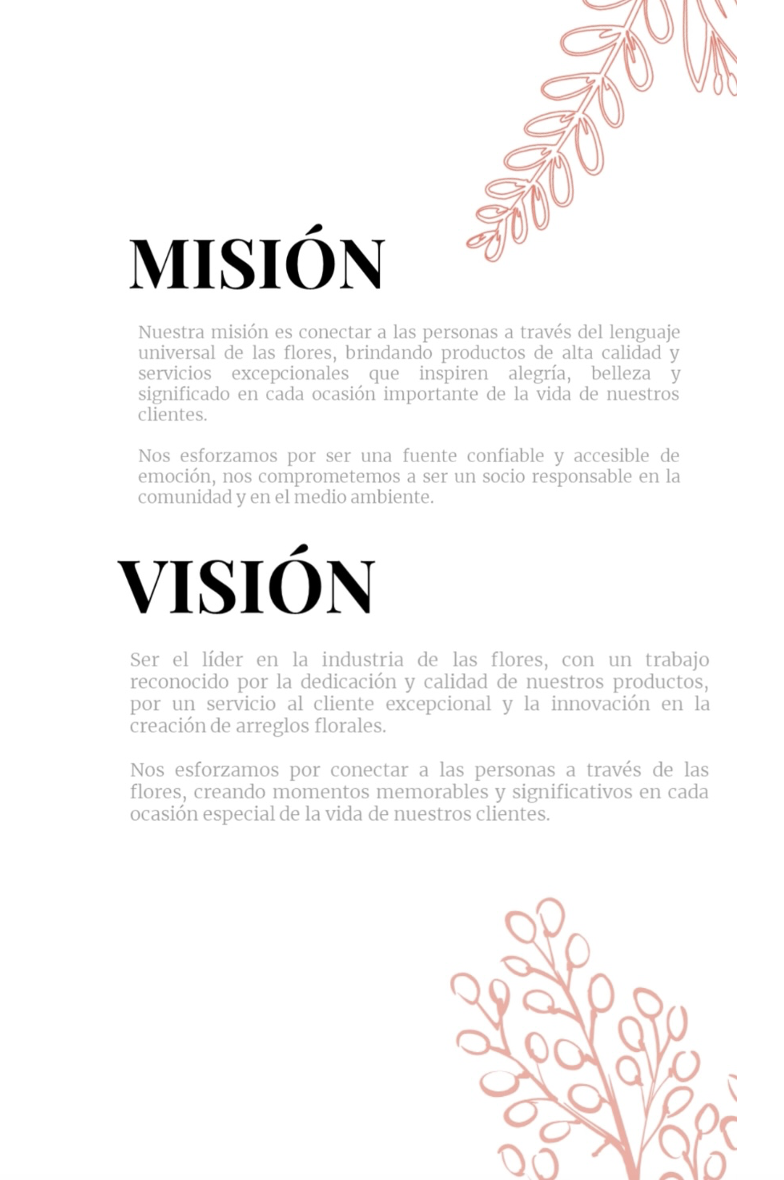 MISIÓN
Nuestra misión es conectar a las personas a través del lenguaje
universal de las flores, brindando productos de alta calidad y
servicios excepcionales que inspiren alegría, belleza y
significado en cada ocasión importante de la vida de nuestros
clientes.
Nos esforzamos por ser una fuente confiable y accesible de
emoción, nos comprometemos a ser un socio responsable en la
comunidad y en el medio ambiente.
VISIÓN
Ser el líder en la industria de las flores, con un trabajo
reconocido por la dedicación y calidad de nuestros productos,
por un servicio al cliente excepcional y la innovación en la
creación de arreglos florales.
Nos esforzamos por conectar a las personas a través de las
flores, creando momentos memorables y significativos en cada
ocasión especial de la vida de nuestros clientes.